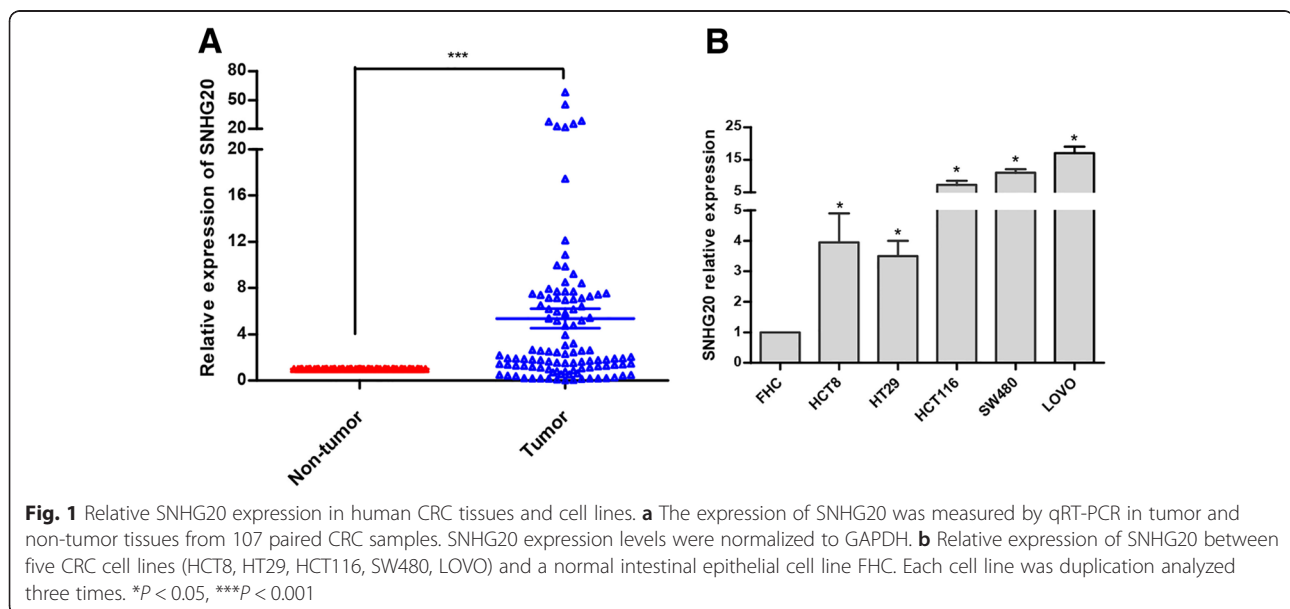 A
***
Relative expression of SNHG20
80
50
20
20
16
12
8
4
0
Non-tumor
Tumor
B
SNHG20 relative expression
25
15
5
5
4
3
2
1
0
*
*
*
*
*
FHC
HCT8
HT29
HCT116
SW480
LOVO
Fig. 1 Relative SNHG20 expression in human CRC tissues and cell lines. a The expression of SNHG20 was measured by qRT-PCR in tumor and
non-tumor tissues from 107 paired CRC samples. SNHG20 expression levels were normalized to GAPDH. b Relative expression of SNHG20 between
five CRC cell lines (HCT8, HT29, HCT116, SW480, LOVO) and a normal intestinal epithelial cell line FHC. Each cell line was duplication analyzed
three times. *P < 0.05, ***P < 0.001